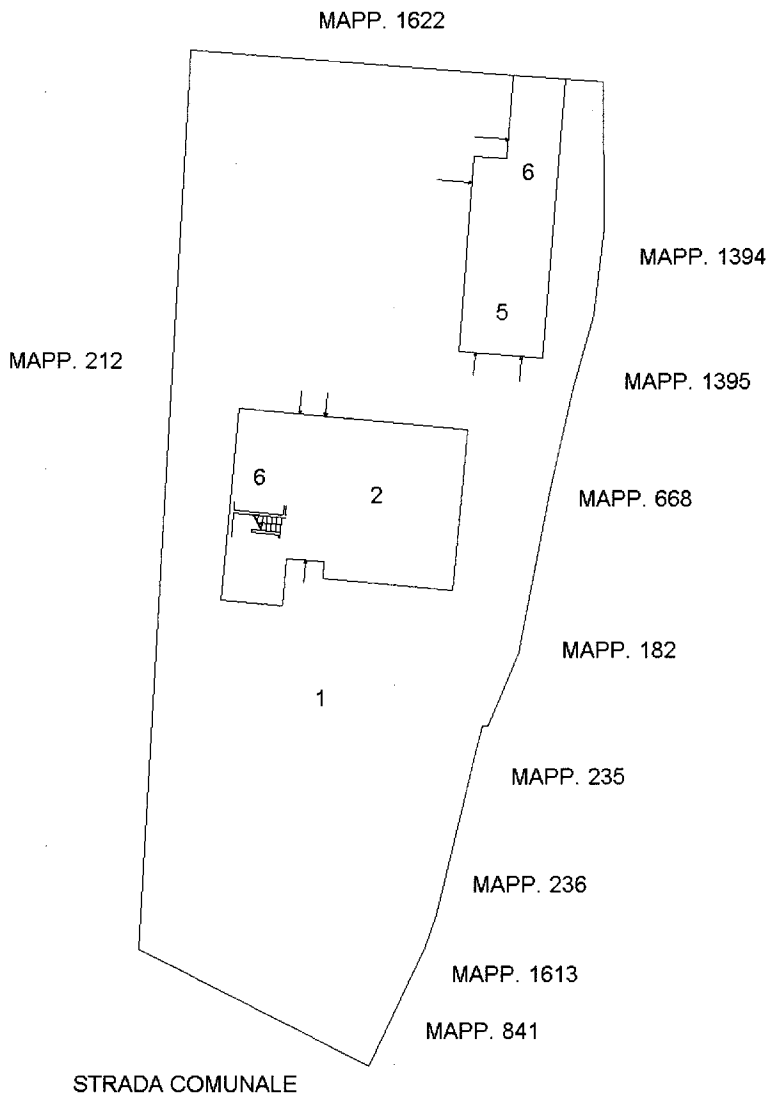 MAPP. 1622
6
MAPP. 1394
5
MAPP. 212
MAPP. 1395
6
2
MAPP. 668
MAPP. 182
1
MAPP. 235
MAPP. 236
MAPP. 1613
MAPP. 841
STRADA COMUNALE